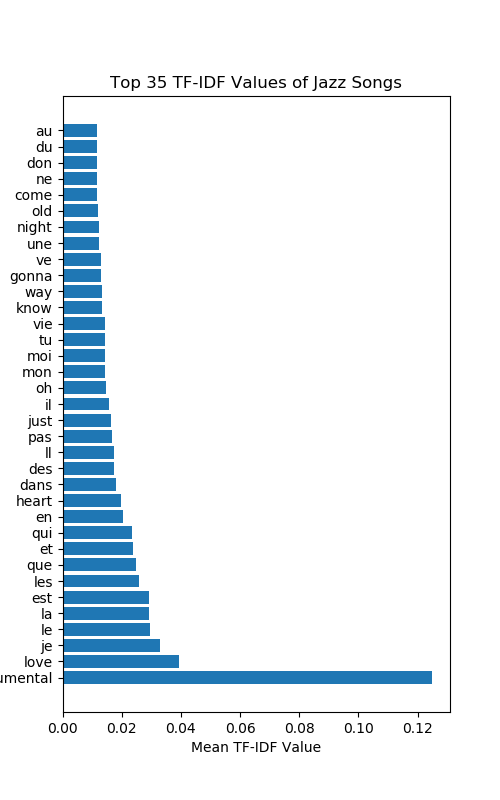 Top 35 TF-IDF Values of Jazz Songs
au
du
don
ne
come
old
night
une
ve
gonna
way
know
vie
tu
moi
mon
oh
il
just
pas
ll
des
dans
heart
en
qui
et
que
les
est
la
le
je
love
umental
0.00 0.02 0.04 0.06 0.08 0.10 0.12
Mean TF-IDF Value